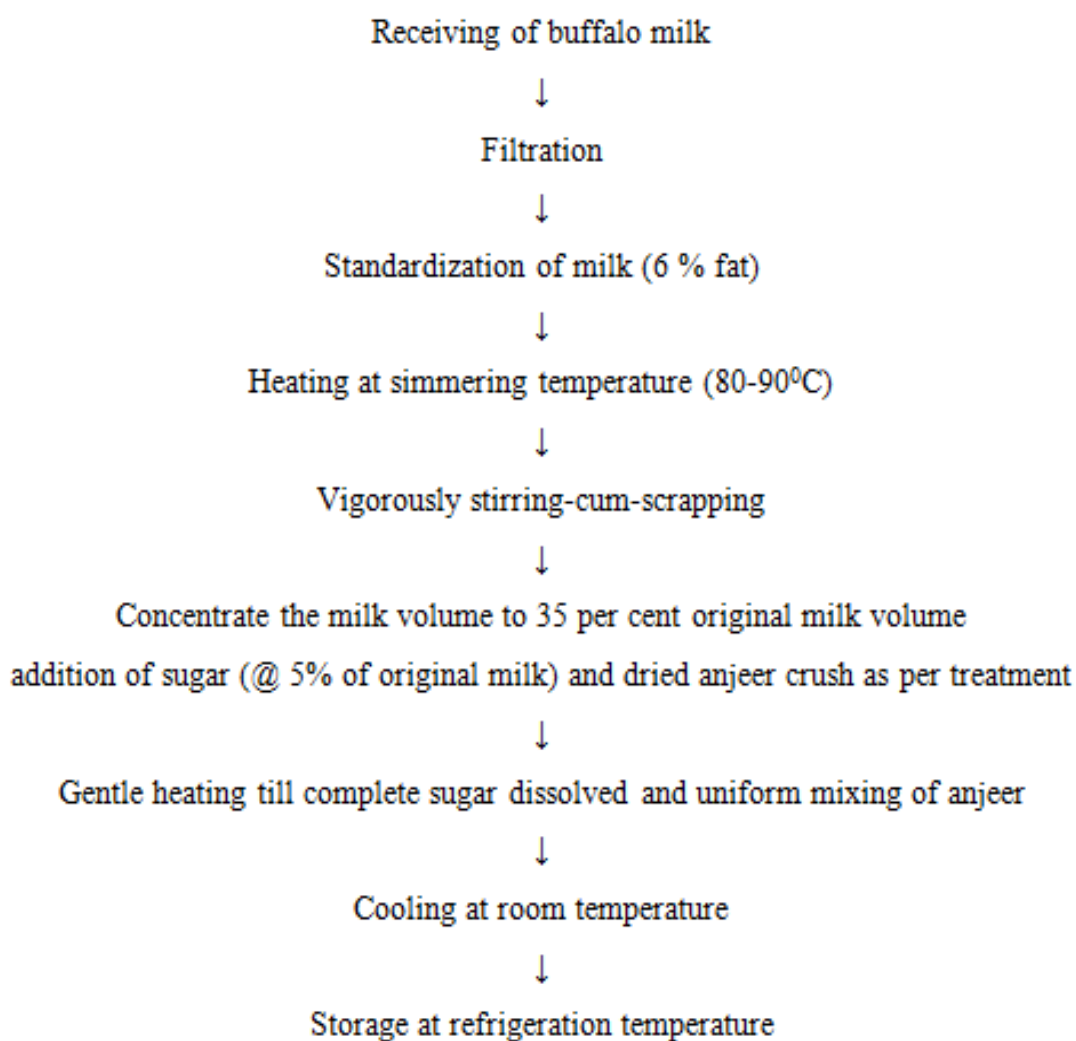 Receiving of buffalo milk
↓
Filtration
↓
Standardization of milk (6 % fat)
↓
Heating at simmering temperature (80-90⁰C)
↓
Vigorously stirring-cum-scrapping
↓
Concentrate the milk volume to 35 per cent original milk volume
addition of sugar (@ 5% of original milk) and dried anjeer crush as per treatment
↓
Gentle heating till complete sugar dissolved and uniform mixing of anjeer
↓
Cooling at room temperature
↓
Storage at refrigeration temperature